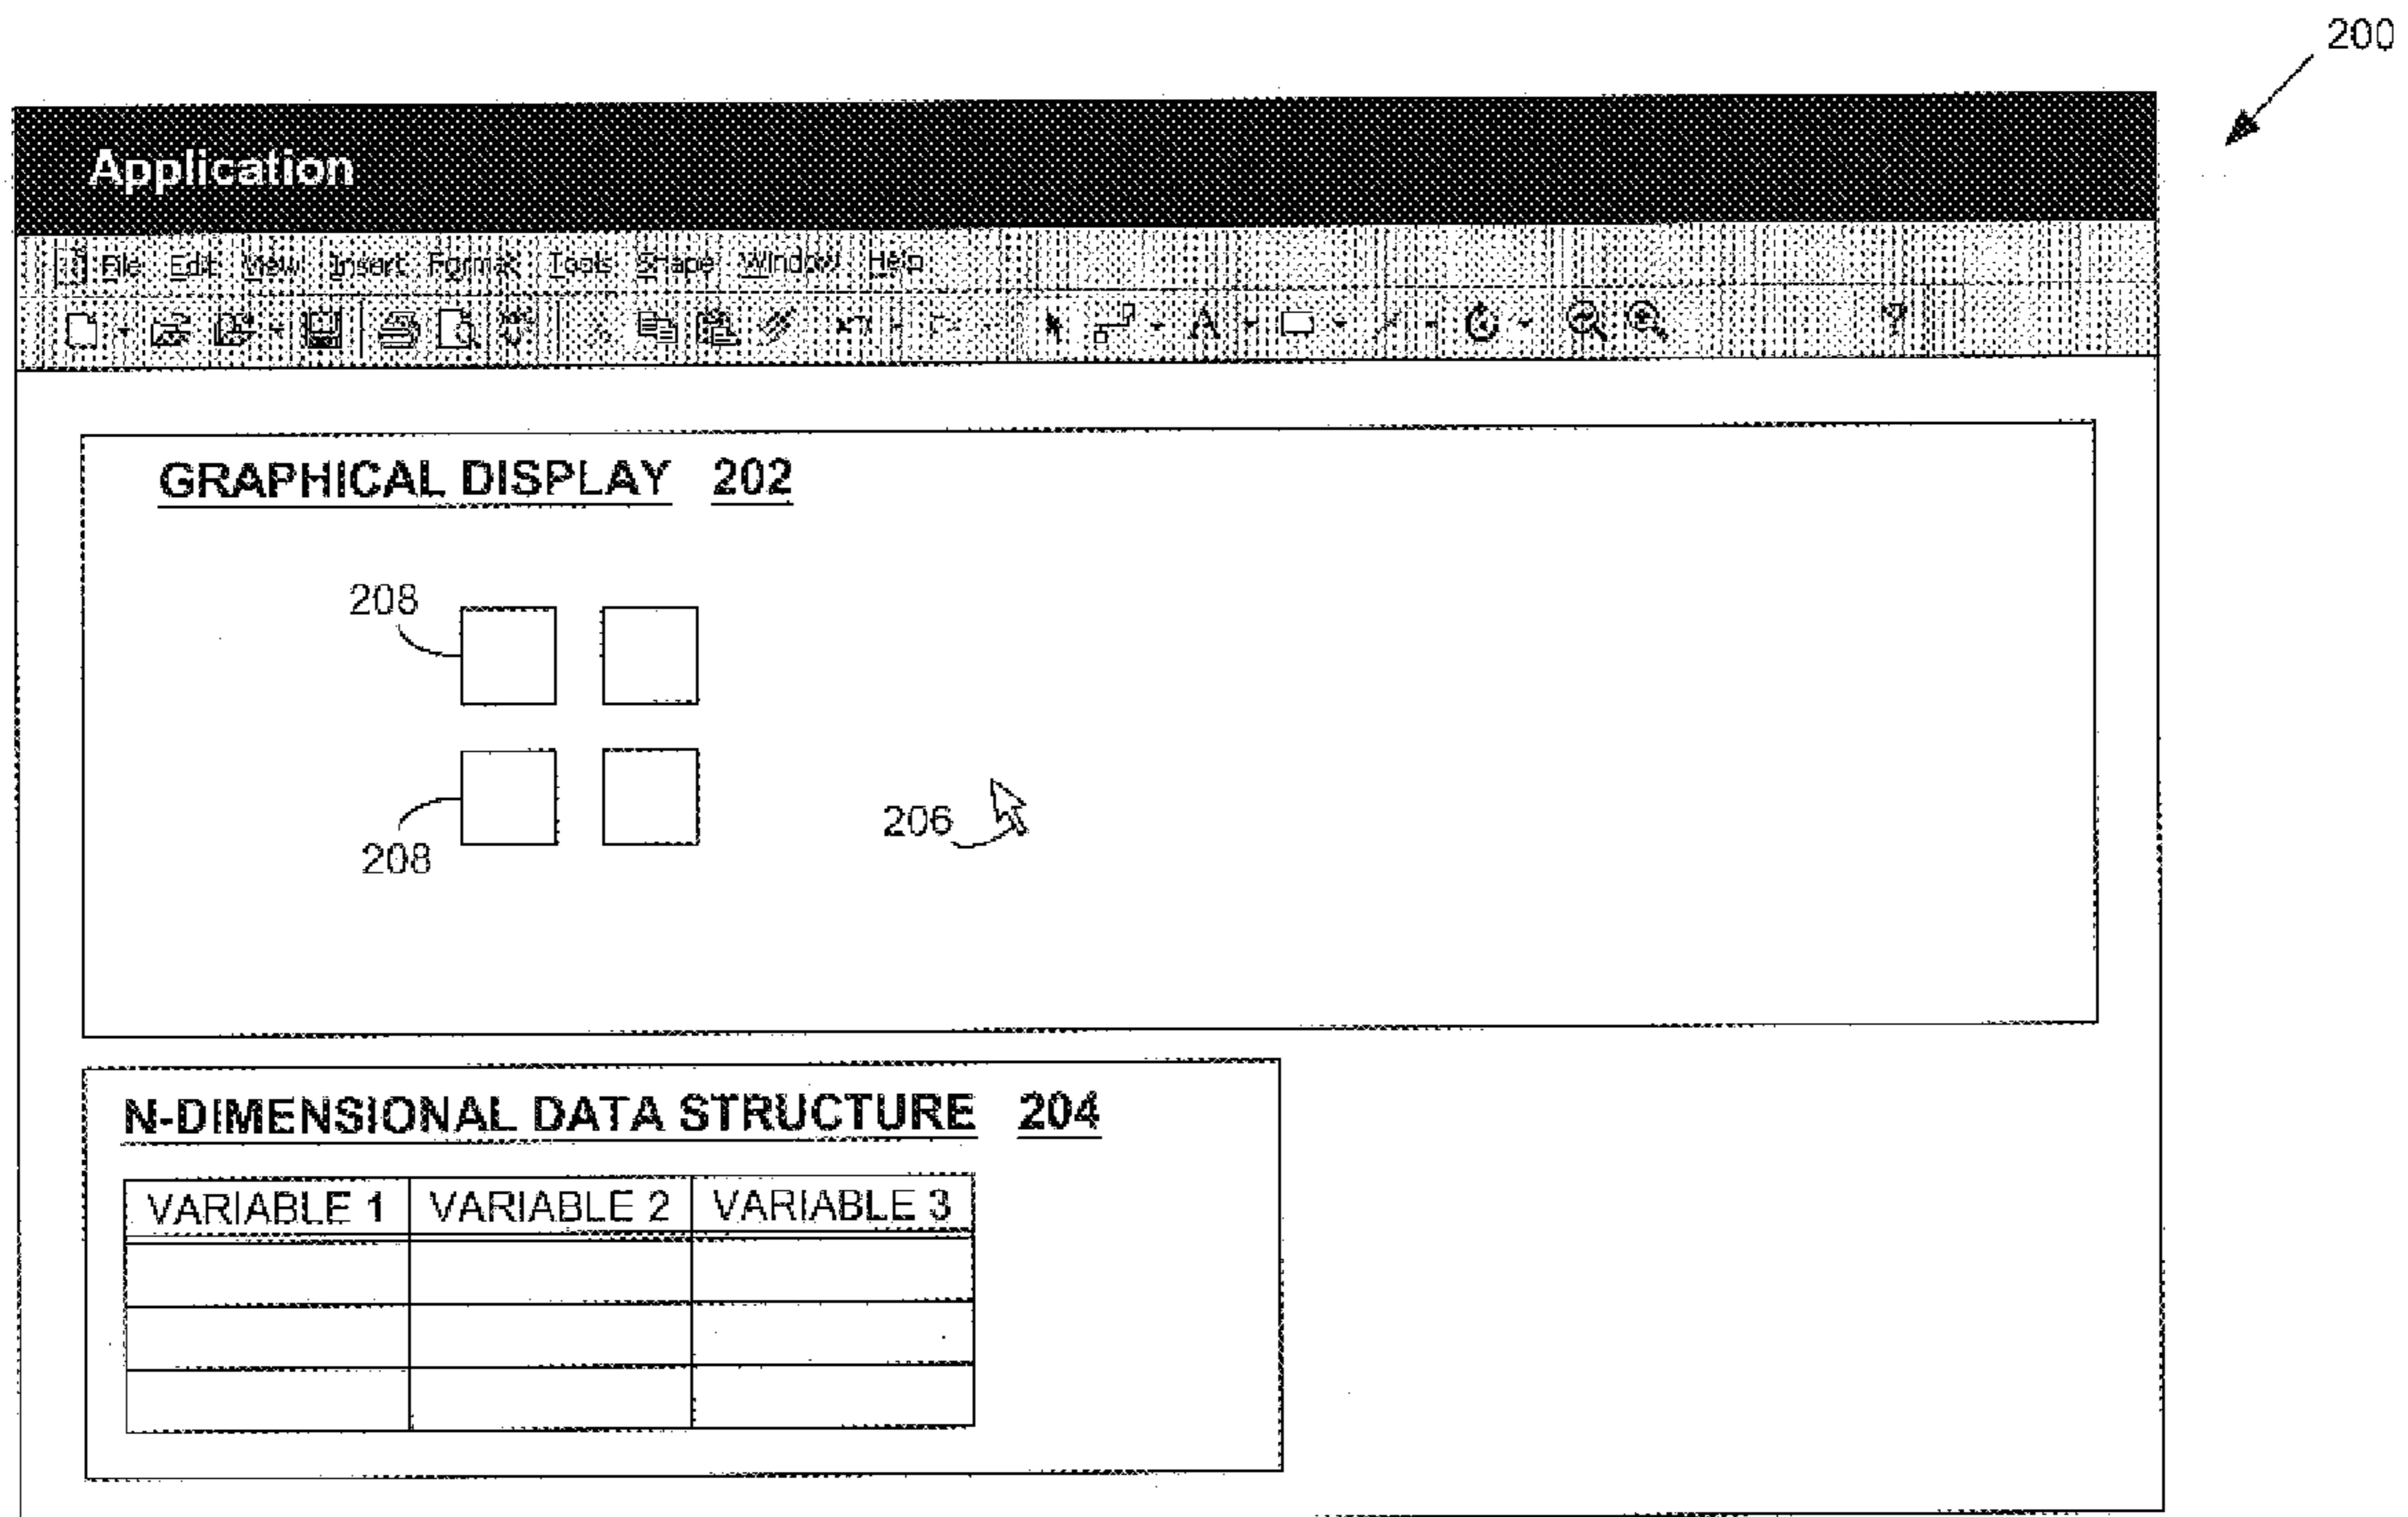 200
Application
File Edit View Insert Format Tools Shape Window Help
GRAPHICAL DISPLAY 202
208
208
206
N-DIMENSIONAL DATA STRUCTURE 204
VARIABLE 1 VARIABLE 2 VARIABLE 3